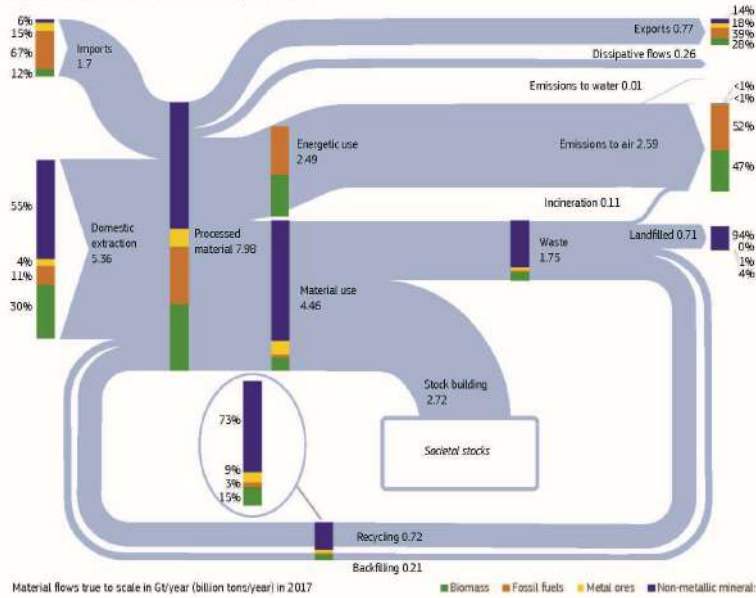 6%
15%
67%
12%
Imports
1.7
Exports 0.77
14%
18%
39%
28%
Dissipative flows 0.26
Emissions to water 0.01
<1%
<1%
52%
47%
Energetic use
2.49
Emissions to air 2.59
Incineration 0.11
55%
4%
11%
30%
Domestic
extraction
5.36
Processed
material 7.98
Material use
4.46
Waste
1.75
Landfilled 0.71
94%
0%
1%
4%
Stock building
2.72
Societal stocks
73%
9%
3%
15%
Recycling 0.72
Backfilling 0.21
Material flows true to scale in Gt/year (billion tons/year) in 2017
Biomass
Fossil fuels
Metal ores
Non-metallic minerals